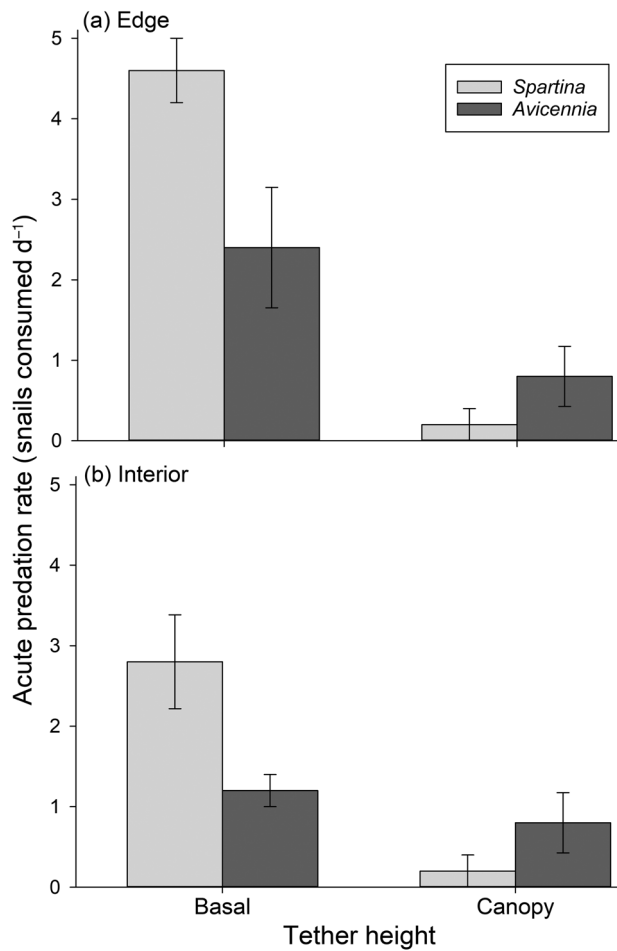 (a) Edge
Spartina
Avicennia
5
4
3
2
1
0
Acute predation rate (snails consumed d⁻¹)
(b) Interior
5
4
3
2
1
0
Basal
Canopy
Tether height